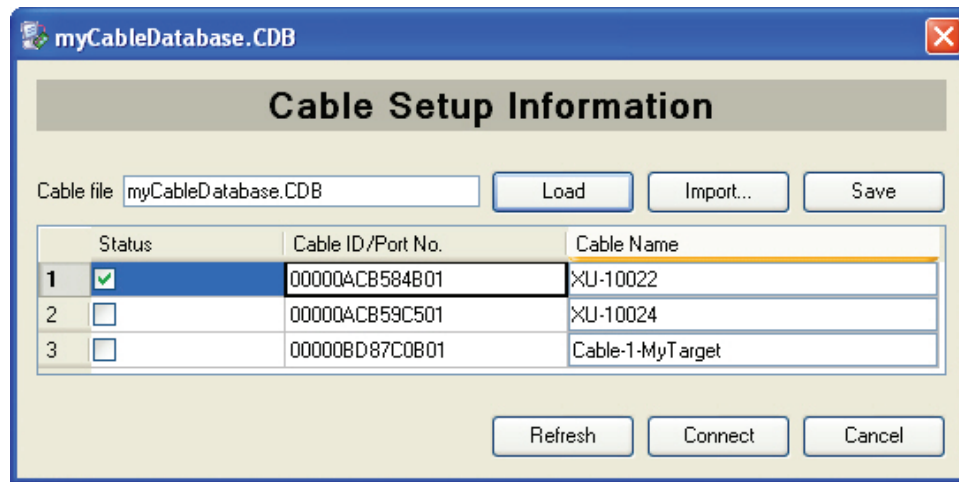 myCableDatabase.CDB
Cable Setup Information
Cable file myCableDatabase.CDB Load Import... Save
Status Cable ID/Port No. Cable Name
1 00000ACB584B01 XU-10022
2 00000ACB59C501 XU-10024
3 00000BD87C0B01 Cable-1-MyTarget
Refresh Connect Cancel